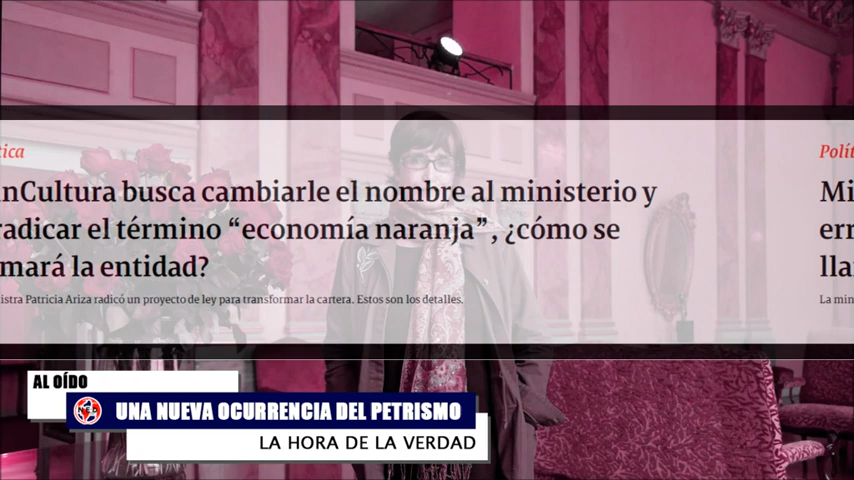 tica
nCultura busca cambiarle el nombre al ministerio y
radicar el término “economía naranja”, ¿cómo se
mará la entidad?
istra Patricia Ariza radicó un proyecto de ley para transformar la cartera. Estos son los detalles.
Polít
Mi
err
lla
La min
AL OÍDO
UNA NUEVA OCURRENCIA DEL PETRISMO
LA HORA DE LA VERDAD